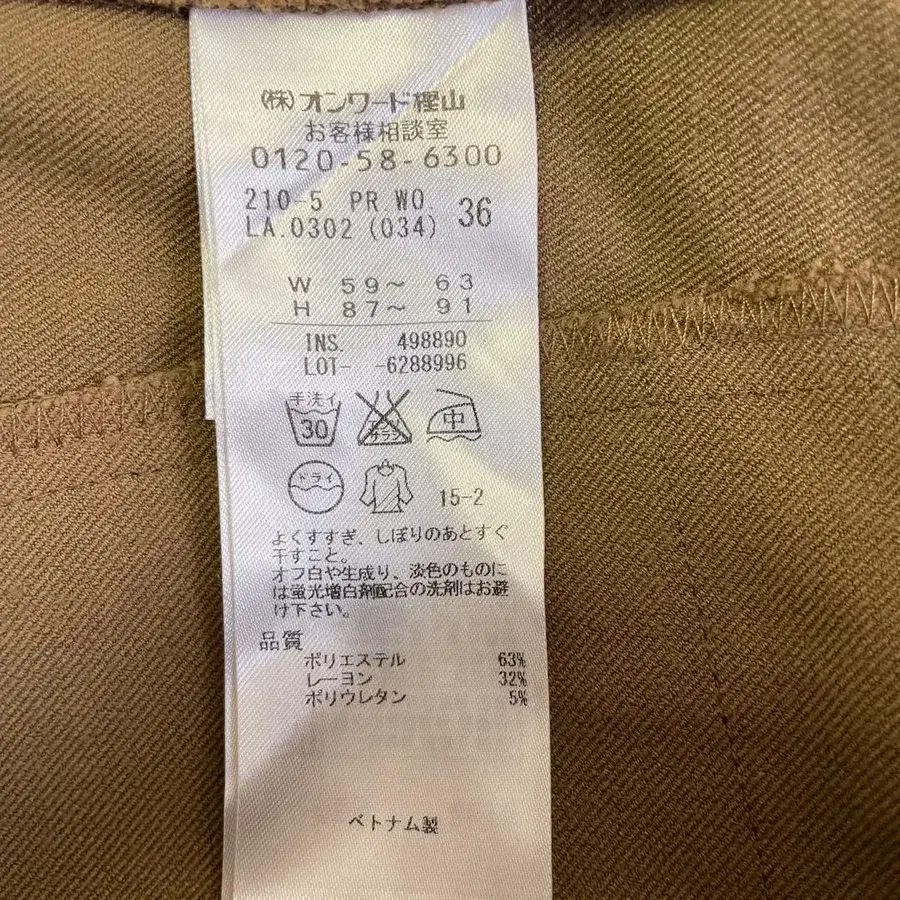 (株)オンワード樫山
お客様相談室
0120-58-6300
210-5 PR.WO.
LA.0302 (034) 36
W 59～ 63
H 87～ 91
INS. 498890
LOT- -6288996
手洗イ
30
エンソ
サラシ
中
ドライ
15-2
よくすすぎ、しぼりのあとすぐ
干すこと。
オフ白や生成り、淡色のものに
は蛍光増白剤配合の洗剤はお避
け下さい。
品質
ポリエステル 63%
レーヨン 32%
ポリウレタン 5%
ベトナム製